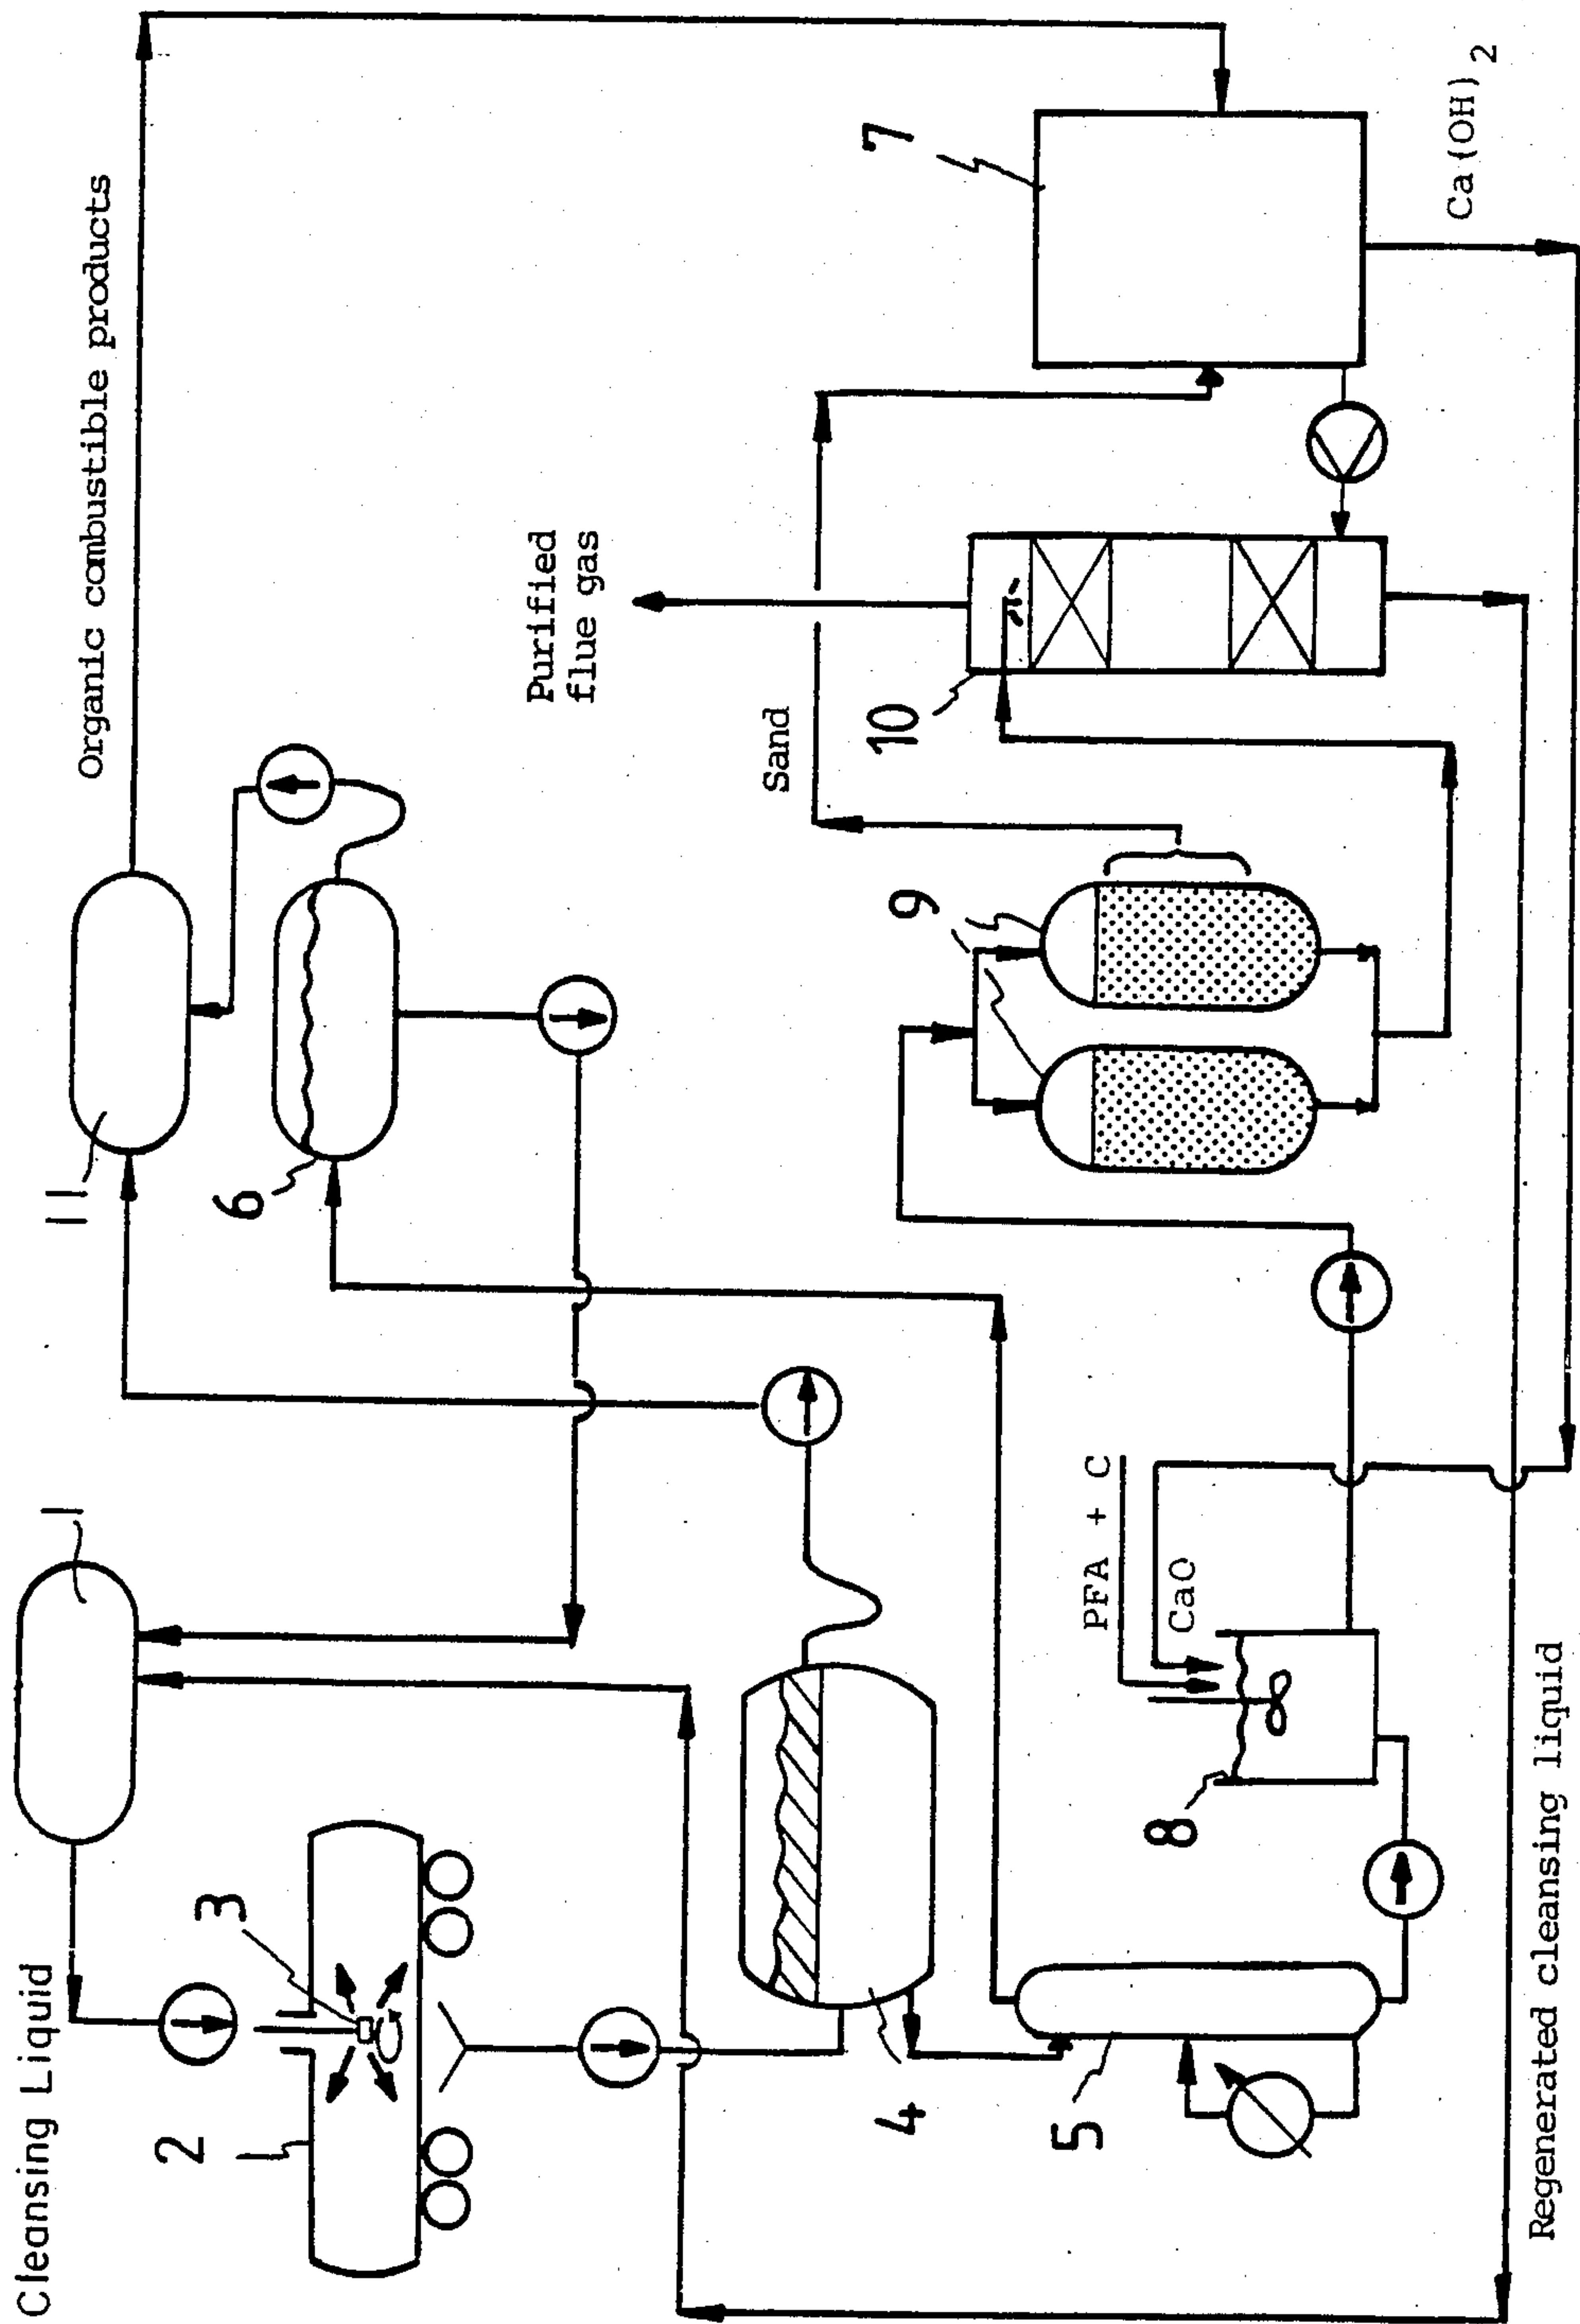 Cleansing Liquid
1
2
3
11
Organic combustible products
6
4
Purified
flue gas
Sand
9
10
7
5
8
PFA + C
CaO
Ca(OH)2
Regenerated cleansing liquid